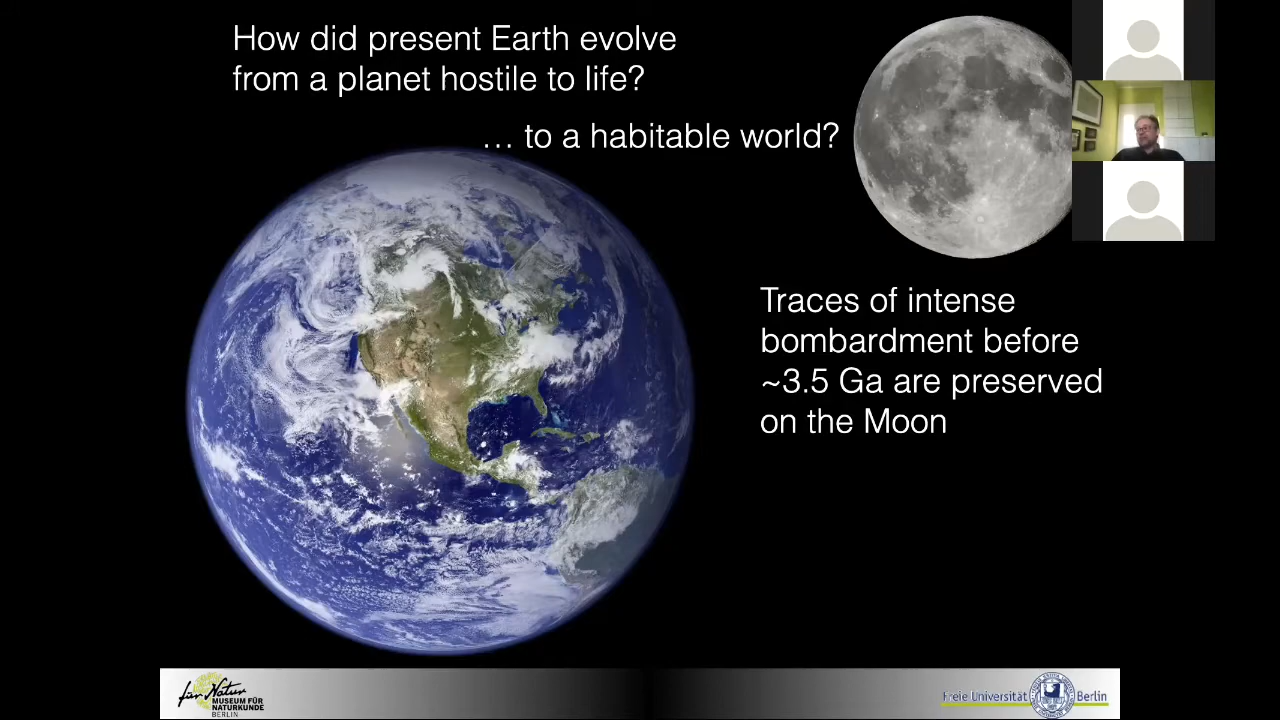 How did present Earth evolve
from a planet hostile to life?
… to a habitable world?
Traces of intense
bombardment before
~3.5 Ga are preserved
on the Moon
für Natur
MUSEUM FÜR
NATURKUNDE
BERLIN
Freie Universität Berlin